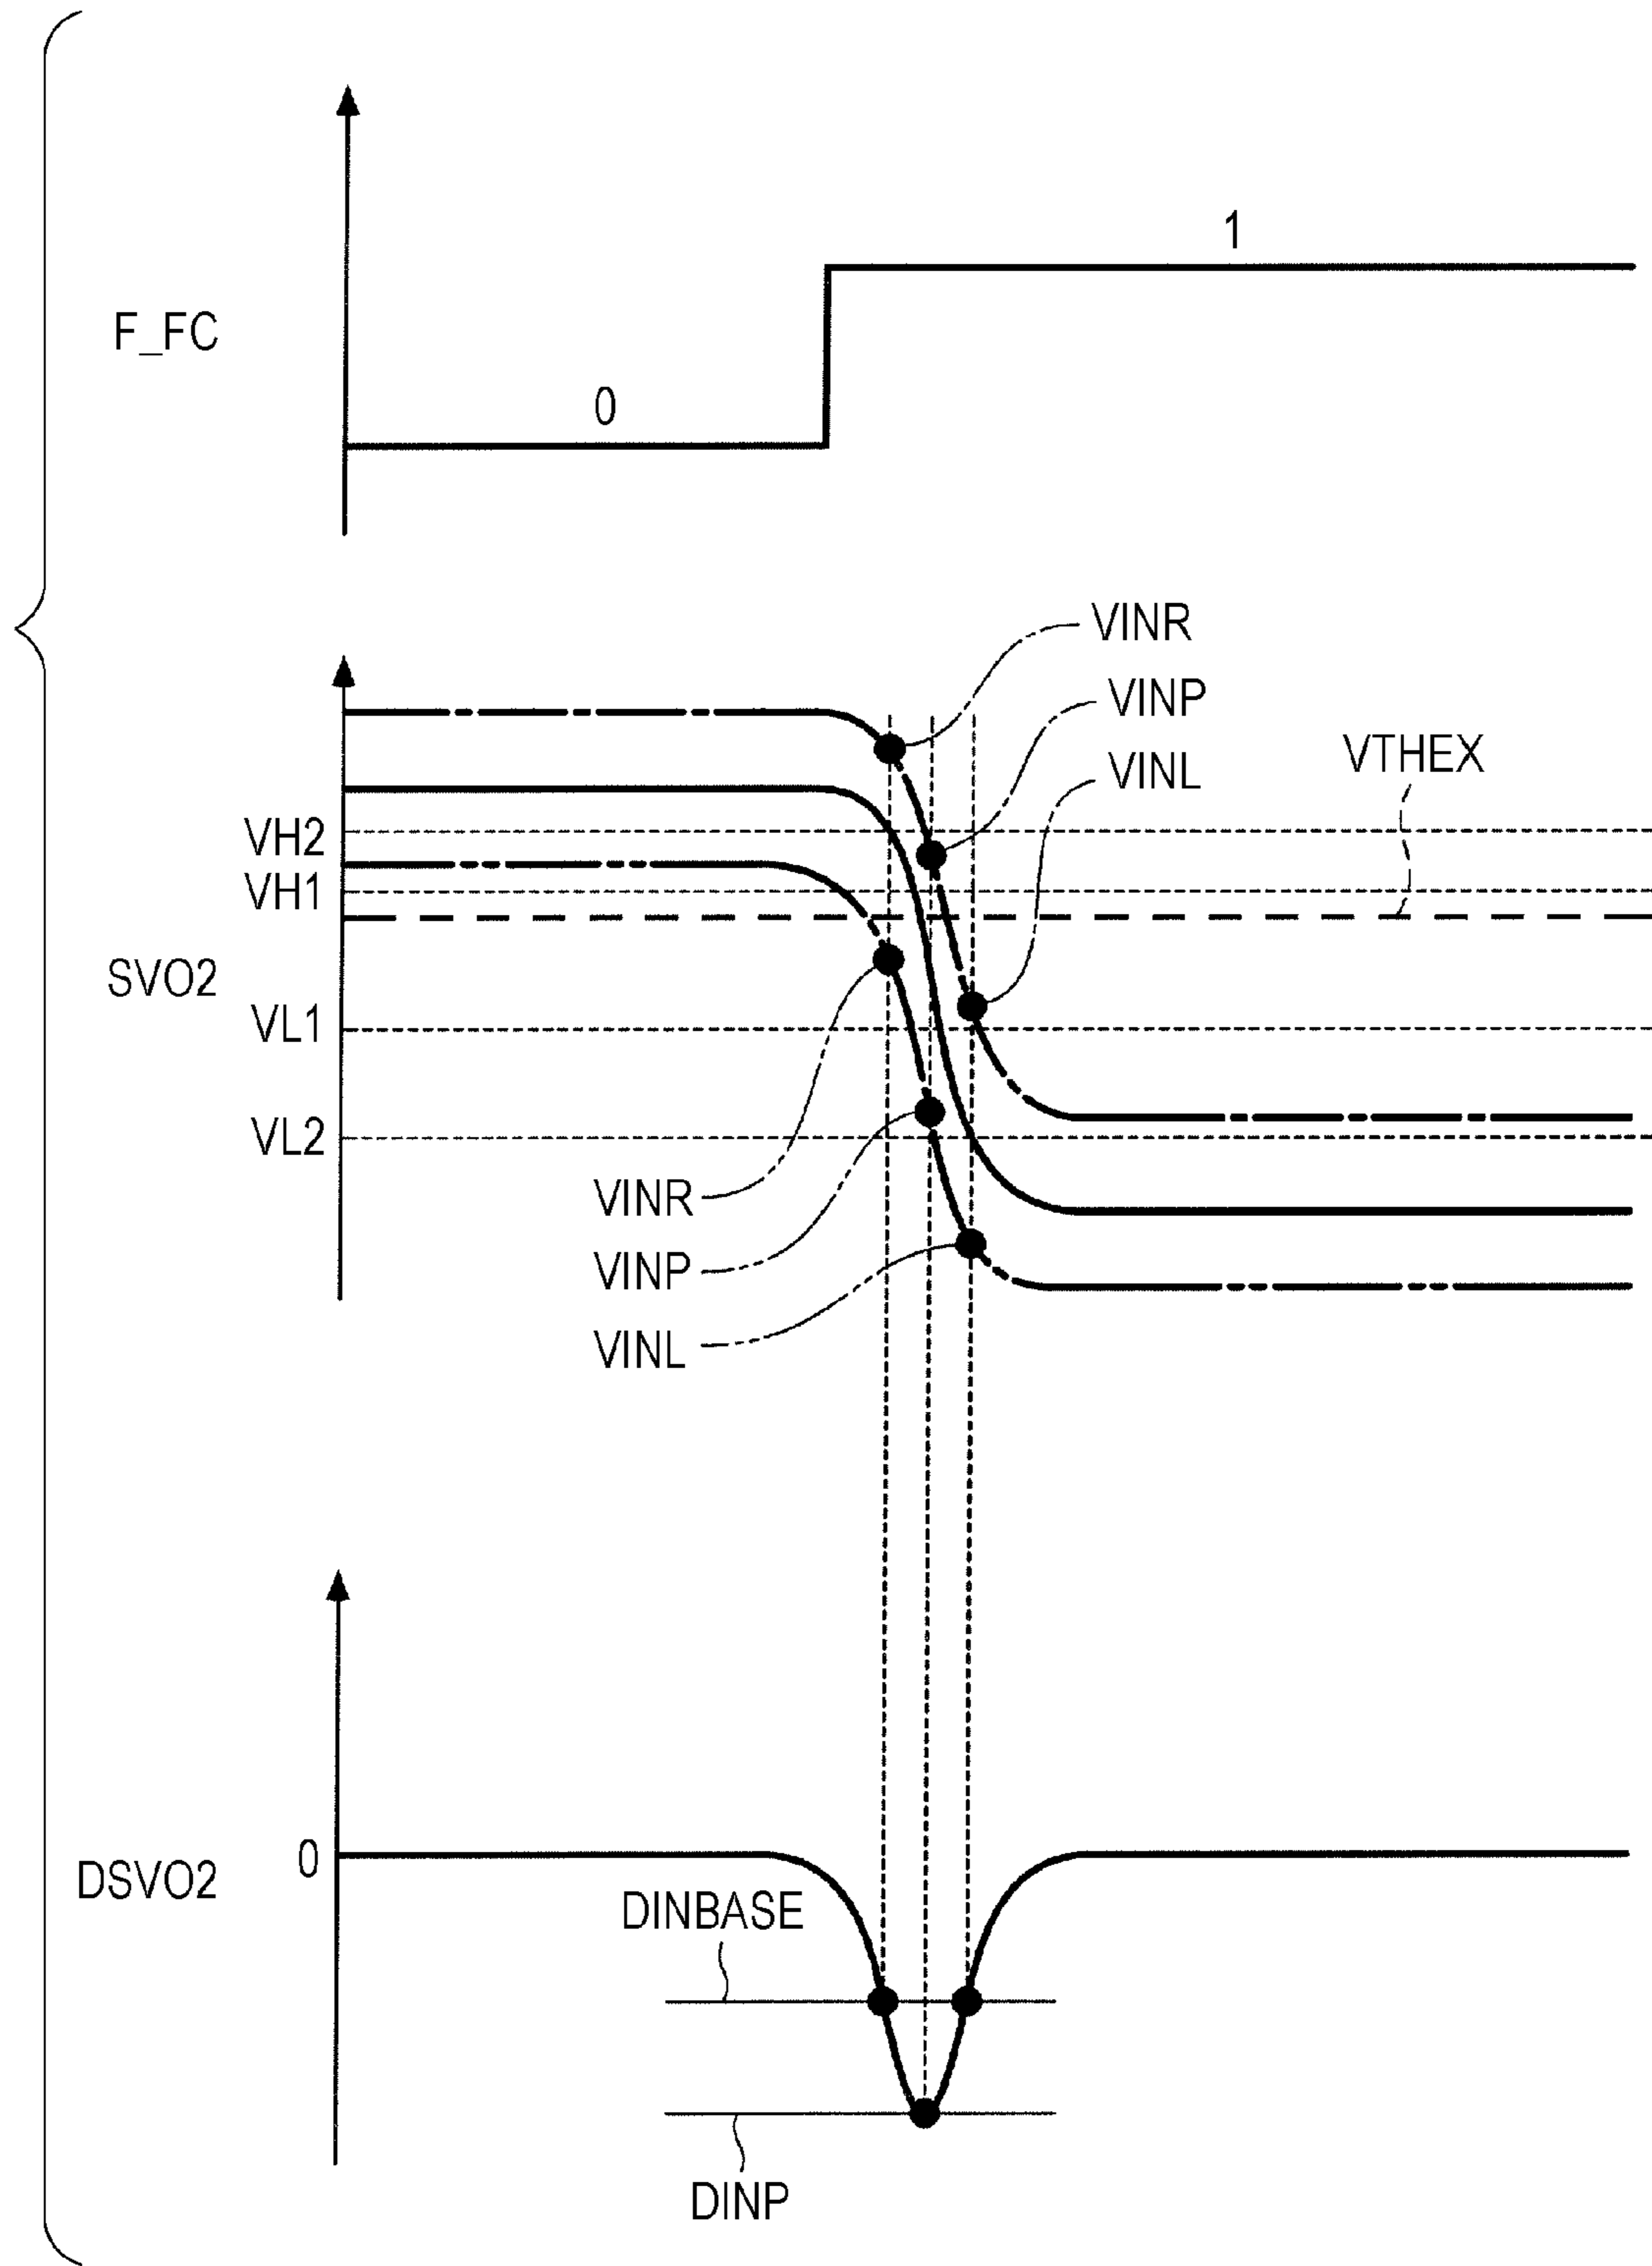 1
F_FC
0
VINR
VINP
VTHEX
VINL
VH2
VH1
SVO2
VL1
VL2
VINR
VINP
VINL
0
DSVO2
DINBASE
DINP